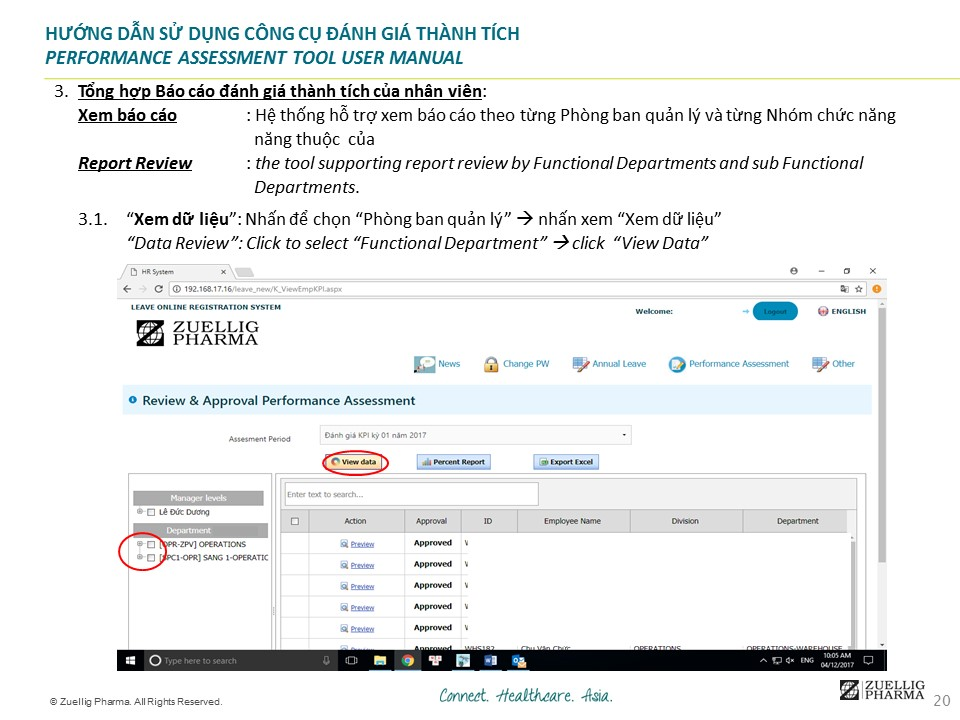 HƯỚNG DẪN SỬ DỤNG CÔNG CỤ ĐÁNH GIÁ THÀNH TÍCH
PERFORMANCE ASSESSMENT TOOL USER MANUAL
3. Tổng hợp Báo cáo đánh giá thành tích của nhân viên:
Xem báo cáo : Hệ thống hỗ trợ xem báo cáo theo từng Phòng ban quản lý và từng Nhóm chức năng
năng thuộc của
Report Review : the tool supporting report review by Functional Departments and sub Functional
Departments.
3.1. “Xem dữ liệu”: Nhấn để chọn “Phòng ban quản lý” → nhấn xem “Xem dữ liệu”
“Data Review”: Click to select “Functional Department” → click “View Data”
HR System
192.168.17.16/leave_new/K_ViewEmpKPI.aspx
LEAVE ONLINE REGISTRATION SYSTEM
Welcome: Logout ENGLISH
ZUELLIG
PHARMA
News Change PW Annual Leave Performance Assessment Other
Review & Approval Performance Assessment
Assesment Period Đánh giá KPI kỳ 01 năm 2017
View data Percent Report Export Excel
Manager levels
Lê Đức Dương
Department
[OPR-ZPV] OPERATIONS
[SPC1-OPR] SANG 1-OPERATIC
Enter text to search...
Action Approval ID Employee Name Division Department
Preview Approved
Preview Approved
Preview Approved
Preview Approved
Preview Approved
WHS182 Chu Văn Chức OPERATIONS OPERATIONS-WAREHOUSE
Type here to search
ENG
10:05 AM
04/12/2017
© Zuellig Pharma. All Rights Reserved.
Connect. Healthcare. Asia.
ZUELLIG
PHARMA
20